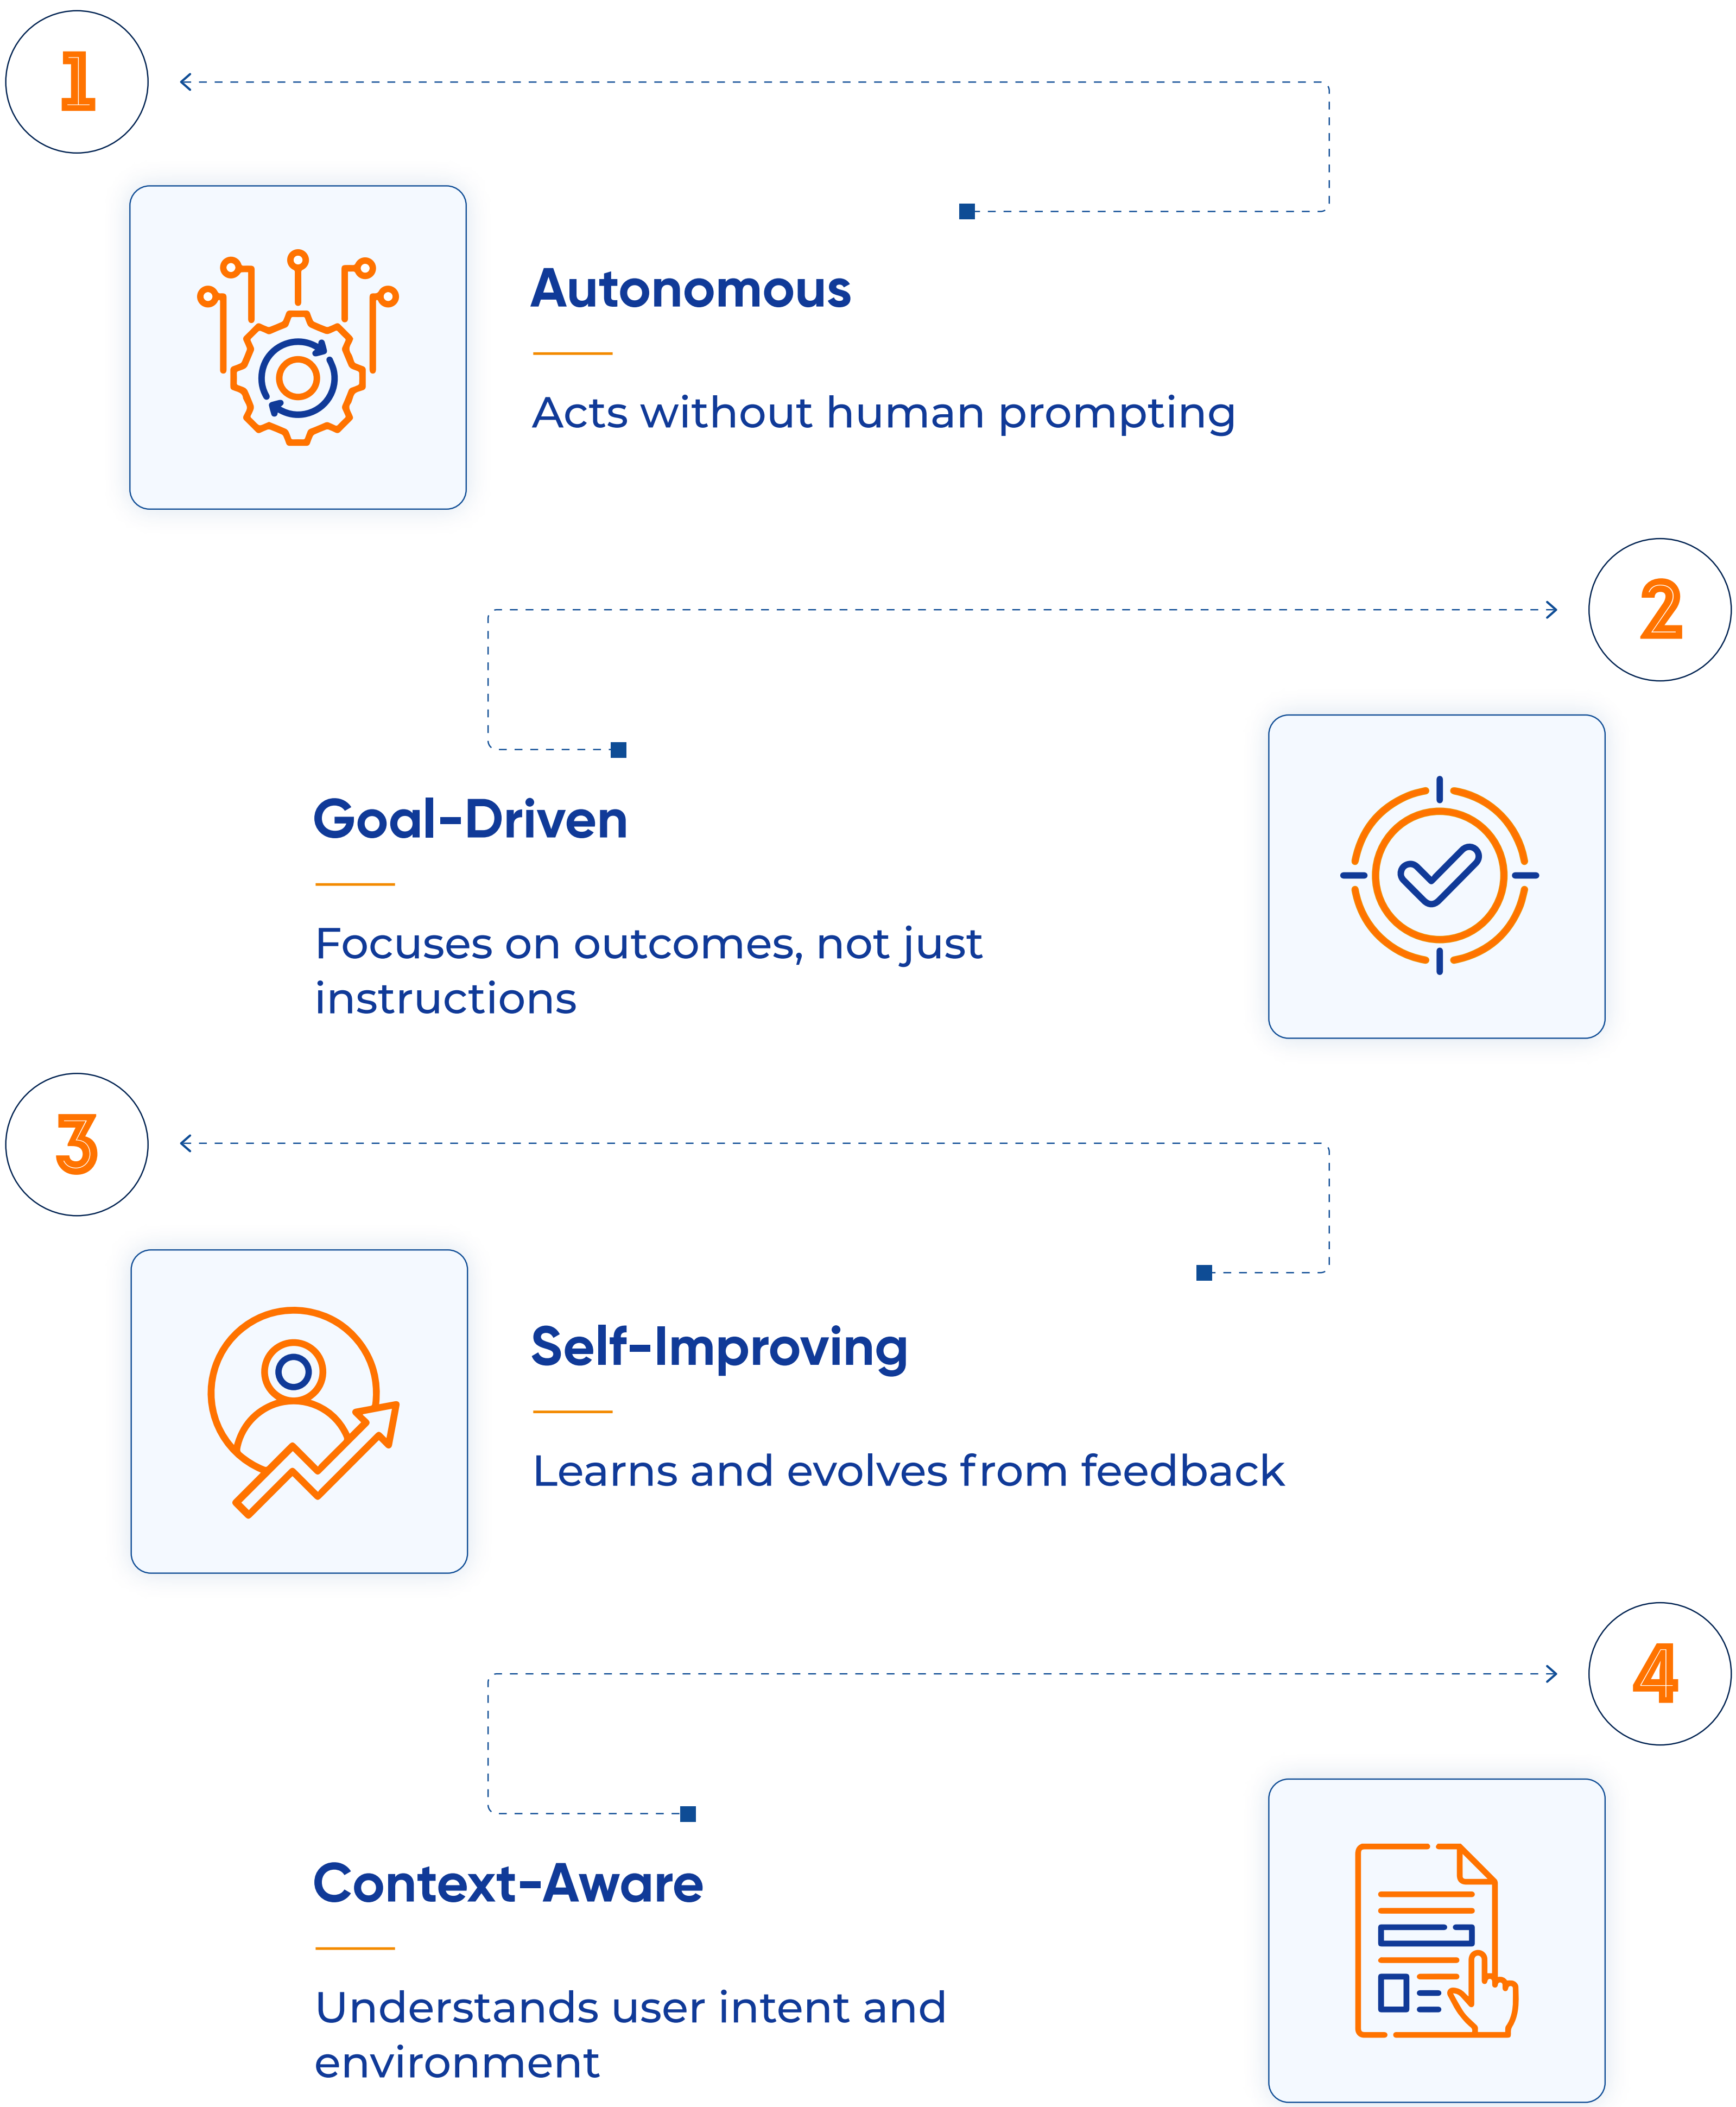 1
Autonomous
Acts without human prompting
2
Goal-Driven
Focuses on outcomes, not just
instructions
3
Self-Improving
Learns and evolves from feedback
4
Context-Aware
Understands user intent and
environment